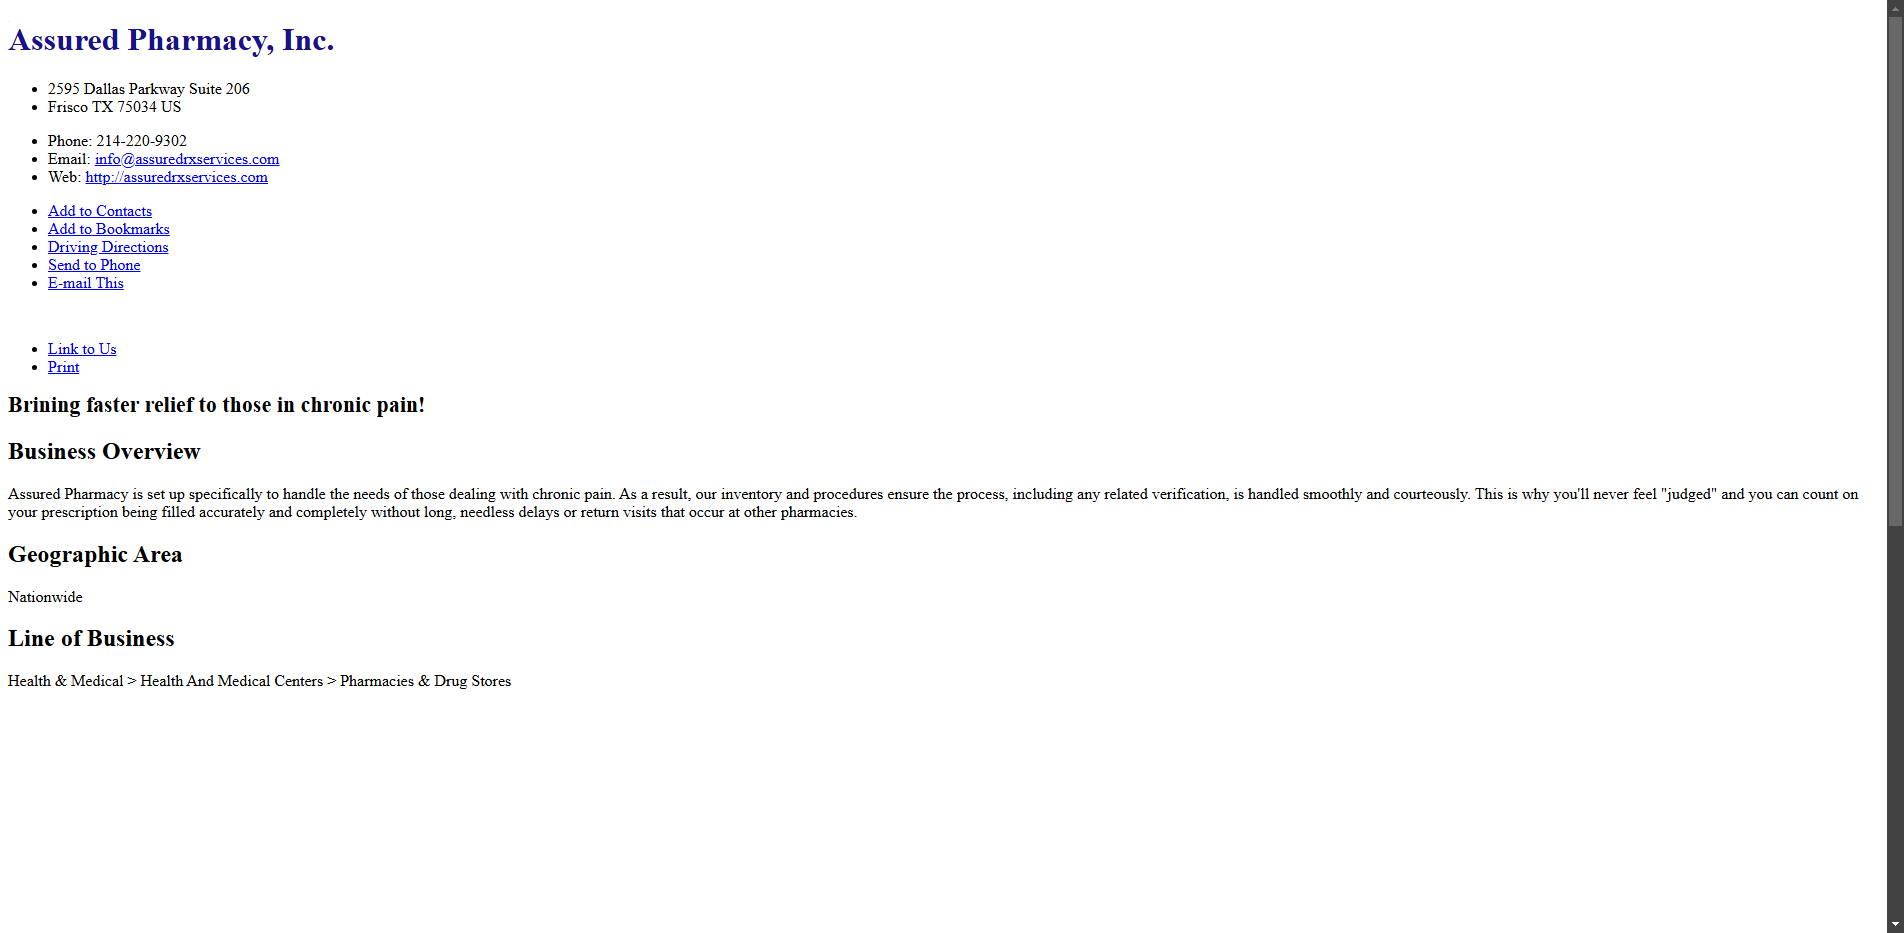 Assured Pharmacy, Inc.
2595 Dallas Parkway Suite 206
Frisco TX 75034 US
Phone: 214-220-9302
Email: info@assuredrxservices.com
Web: http://assuredrxservices.com
Add to Contacts
Add to Bookmarks
Driving Directions
Send to Phone
E-mail This
Link to Us
Print
Brining faster relief to those in chronic pain!
Business Overview
Assured Pharmacy is set up specifically to handle the needs of those dealing with chronic pain. As a result, our inventory and procedures ensure the process, including any related verification, is handled smoothly and courteously. This is why you'll never feel "judged" and you can count on
your prescription being filled accurately and completely without long, needless delays or return visits that occur at other pharmacies.
Geographic Area
Nationwide
Line of Business
Health & Medical > Health And Medical Centers > Pharmacies & Drug Stores